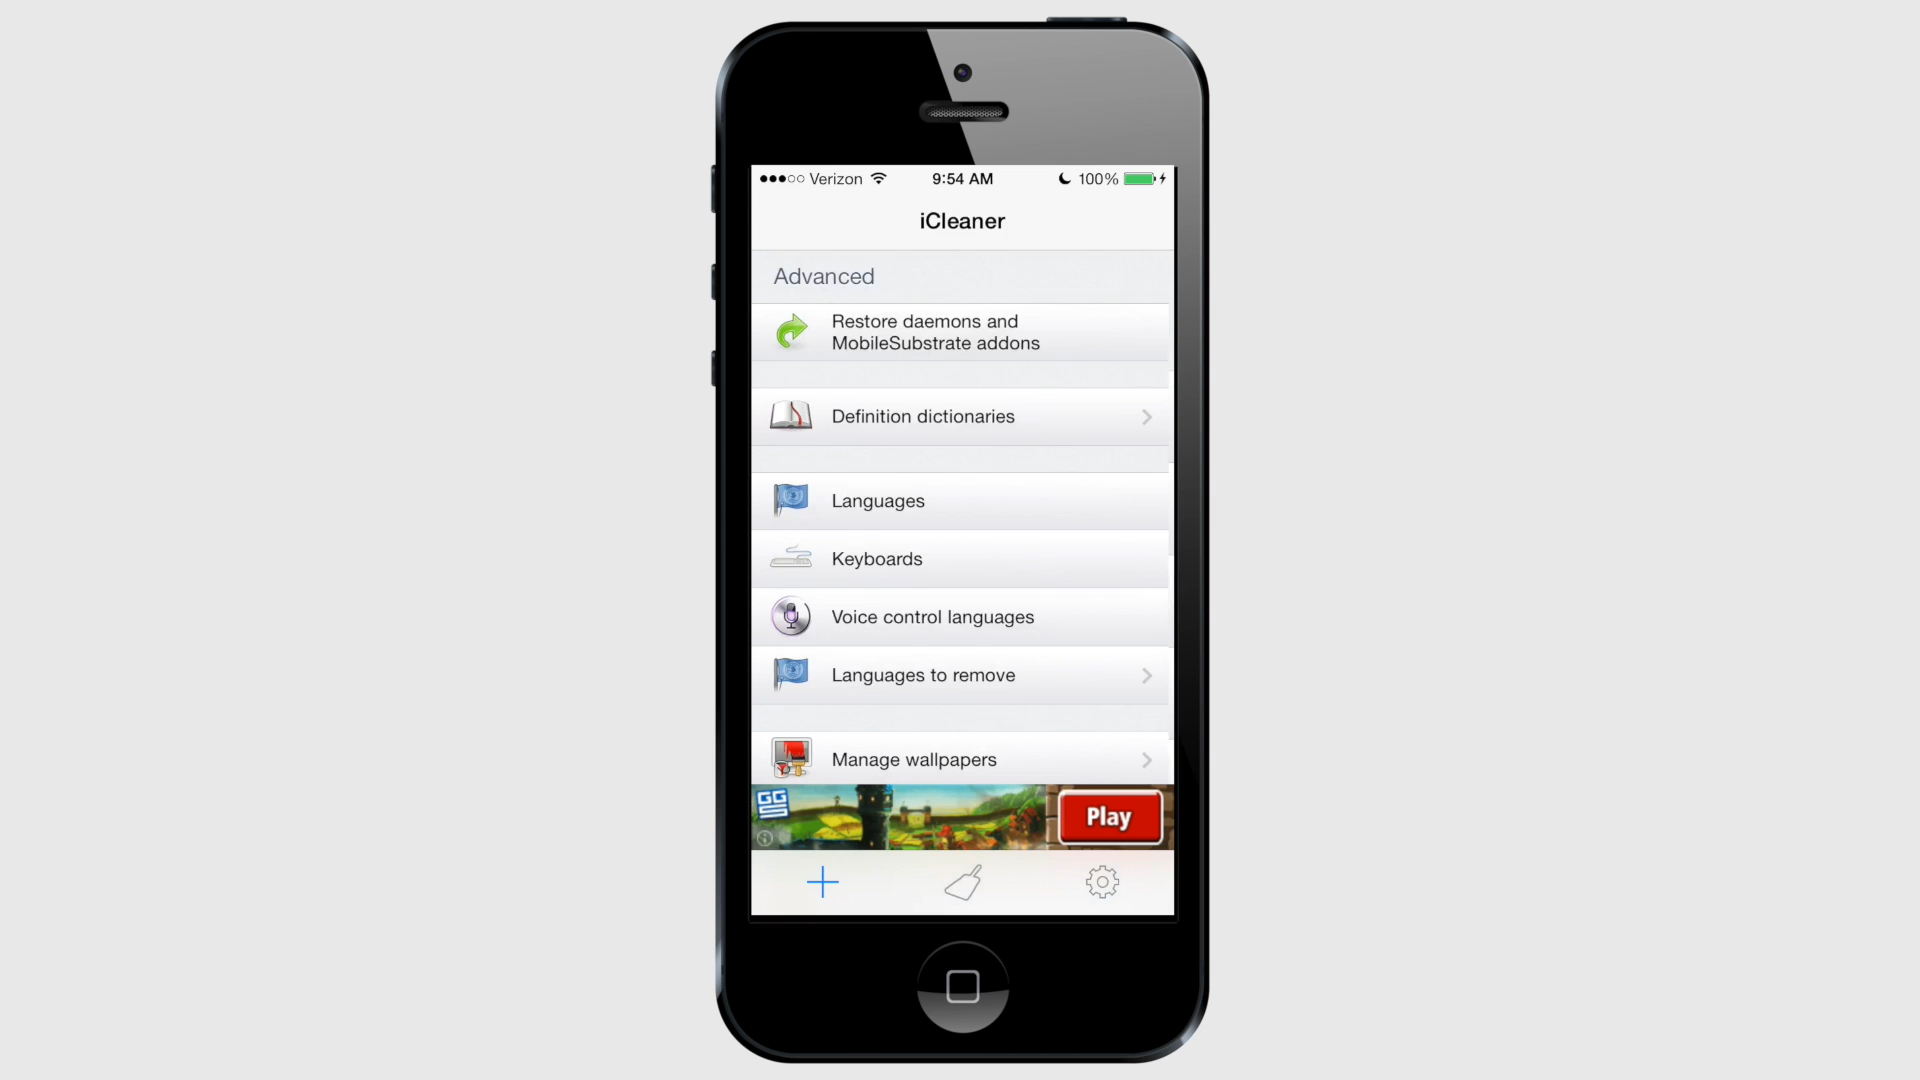 Verizon 9:54 AM 100%
iCleaner
Advanced
Restore daemons and
MobileSubstrate addons
Definition dictionaries
Languages
Keyboards
Voice control languages
Languages to remove
Manage wallpapers
GGS
Play